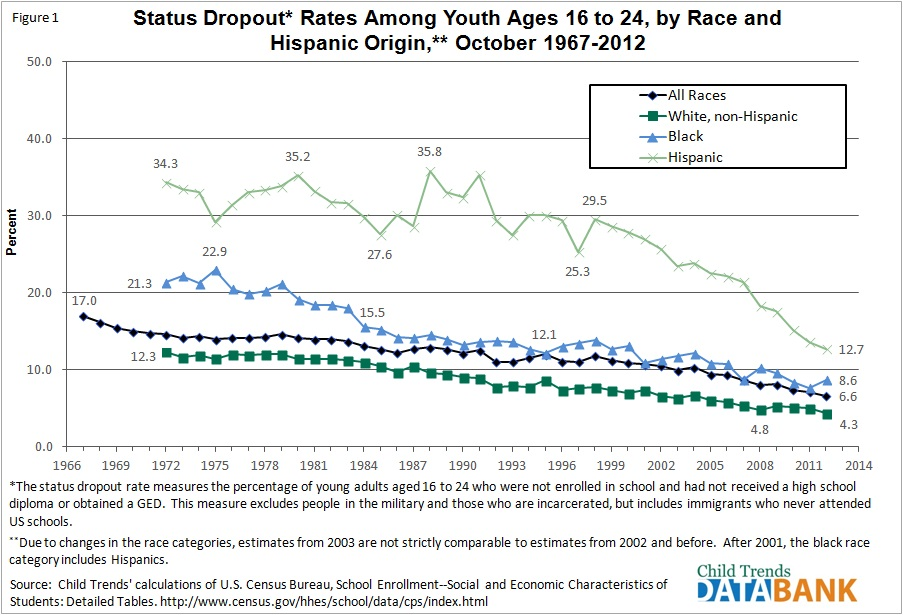 Figure 1
Status Dropout* Rates Among Youth Ages 16 to 24, by Race and
Hispanic Origin,** October 1967-2012
50.0
40.0
30.0
20.0
10.0
0.0
Percent
All Races
White, non-Hispanic
Black
Hispanic
34.3
35.2
35.8
29.5
27.6
25.3
22.9
21.3
17.0
15.5
12.3
12.1
12.7
8.6
6.6
4.8
4.3
1966 1969 1972 1975 1978 1981 1984 1987 1990 1993 1996 1999 2002 2005 2008 2011 2014
*The status dropout rate measures the percentage of young adults aged 16 to 24 who were not enrolled in school and had not received a high school
diploma or obtained a GED. This measure excludes people in the military and those who are incarcerated, but includes immigrants who never attended
US schools.
**Due to changes in the race categories, estimates from 2003 are not strictly comparable to estimates from 2002 and before. After 2001, the black race
category includes Hispanics.
Source: Child Trends' calculations of U.S. Census Bureau, School Enrollment--Social and Economic Characteristics of
Students: Detailed Tables. http://www.census.gov/hhes/school/data/cps/index.html
Child Trends
DATABANK